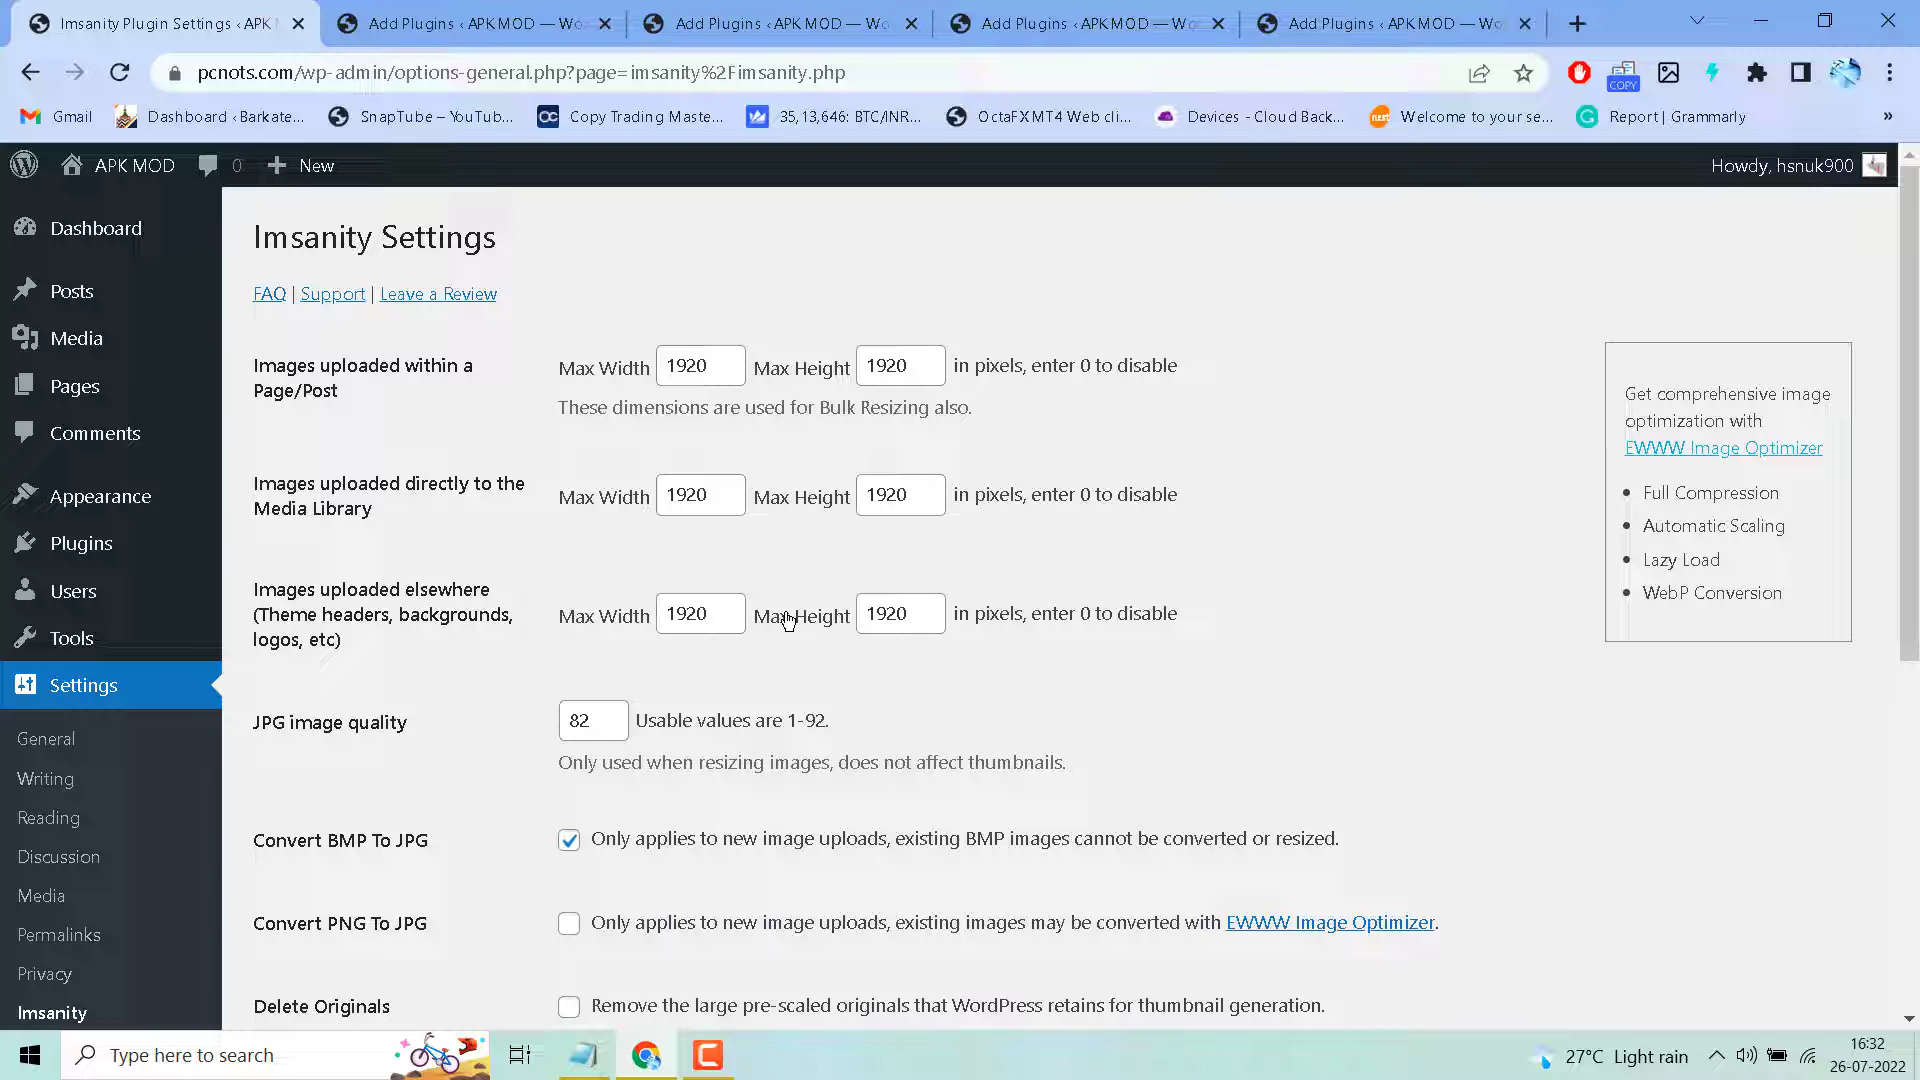 Imsanity Plugin Settings ‹ APK
Add Plugins ‹ APK MOD — Wo
Add Plugins ‹ APK MOD — Wo
Add Plugins ‹ APK MOD — Wo
Add Plugins ‹ APK MOD — Wo
pcnots.com/wp-admin/options-general.php?page=imsanity%2Fimsanity.php
COPY
Gmail
Dashboard ‹ Barkate...
SnapTube – YouTub...
CC
Copy Trading Maste...
35,13,646: BTC/INR...
OctaFX MT4 Web cli...
Devices - Cloud Back...
Welcome to your se...
Report | Grammarly
»
APK MOD
0
New
Howdy, hsnuk900
Dashboard
Posts
Media
Pages
Comments
Appearance
Plugins
Users
Tools
Settings
General
Writing
Reading
Discussion
Media
Permalinks
Privacy
Imsanity
Imsanity Settings
FAQ | Support | Leave a Review
Images uploaded within a
Page/Post
Max Width 1920 Max Height 1920 in pixels, enter 0 to disable
These dimensions are used for Bulk Resizing also.
Images uploaded directly to the
Media Library
Max Width 1920 Max Height 1920 in pixels, enter 0 to disable
Images uploaded elsewhere
(Theme headers, backgrounds,
logos, etc)
Max Width 1920 Max Height 1920 in pixels, enter 0 to disable
JPG image quality
82 Usable values are 1-92.
Only used when resizing images, does not affect thumbnails.
Convert BMP To JPG
Only applies to new image uploads, existing BMP images cannot be converted or resized.
Convert PNG To JPG
Only applies to new image uploads, existing images may be converted with EWWW Image Optimizer.
Delete Originals
Remove the large pre-scaled originals that WordPress retains for thumbnail generation.
Get comprehensive image
optimization with
EWWW Image Optimizer
Full Compression
Automatic Scaling
Lazy Load
WebP Conversion
Type here to search
27°C Light rain
16:32
26-07-2022